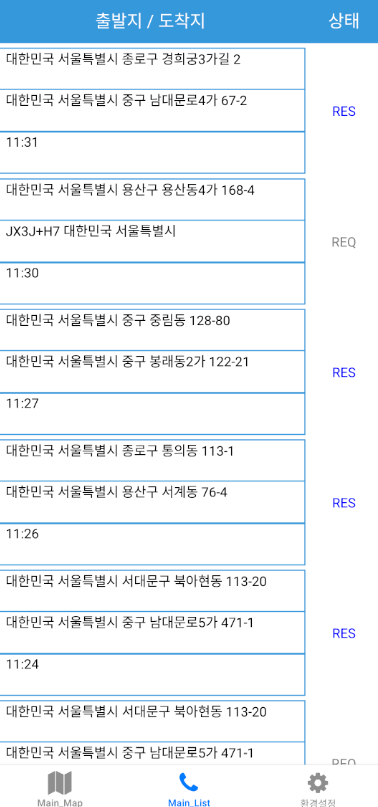 출발지 / 도착지 상태
대한민국 서울특별시 종로구 경희궁3가길 2
대한민국 서울특별시 중구 남대문로4가 67-2
RES
11:31
대한민국 서울특별시 용산구 용산동4가 168-4
JX3J+H7 대한민국 서울특별시
REQ
11:30
대한민국 서울특별시 중구 중림동 128-80
대한민국 서울특별시 중구 봉래동2가 122-21
RES
11:27
대한민국 서울특별시 종로구 통의동 113-1
대한민국 서울특별시 용산구 서계동 76-4
RES
11:26
대한민국 서울특별시 서대문구 북아현동 113-20
대한민국 서울특별시 중구 남대문로5가 471-1
RES
11:24
대한민국 서울특별시 서대문구 북아현동 113-20
대한민국 서울특별시 중구 남대문로5가 471-1
REQ
Main_Map Main_List 환경설정